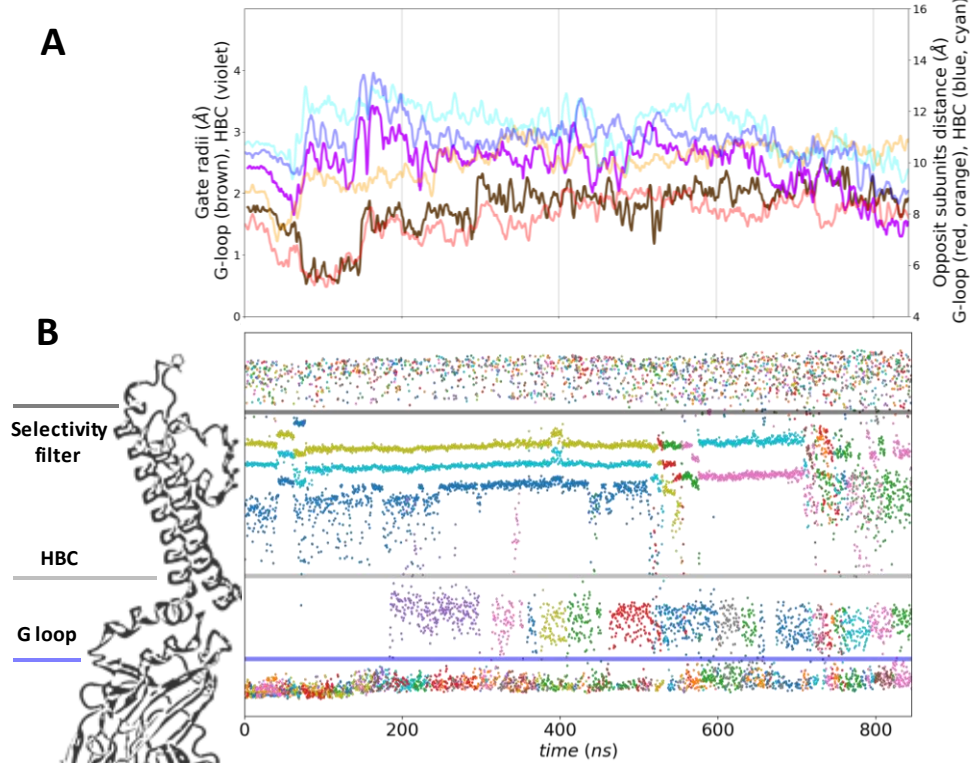 A
Gate radii (Å)
G-loop (brown), HBC (violet)
4
3
2
1
0
16
14
12
10
8
6
4
Opposit subunits distance (Å)
G-loop (red, orange), HBC (blue, cyan)
B
Selectivity
filter
HBC
G loop
0 200 400 600 800
time (ns)